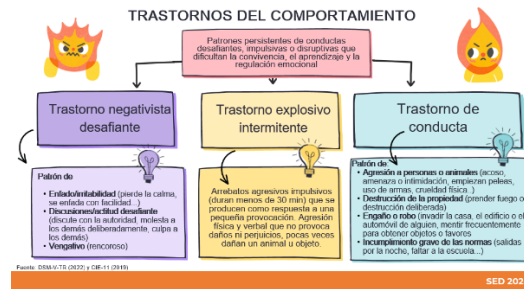 TRASTORNOS DEL COMPORTAMIENTO
Patrones persistentes de conductas
desafiantes, impulsivas o disruptivas que
dificultan la convivencia, el aprendizaje y la
regulación emocional
Trastorno negativista
desafiante
Patrón de
• Enfado/irritabilidad (pierde la calma,
se enfada con facilidad...)
• Discusiones/actitud desafiante
(discute con la autoridad, molesta a
los demás deliberadamente, culpa a
los demás)
• Vengativo (rencoroso)
Trastorno explosivo
intermitente
Arrebatos agresivos impulsivos
(duran menos de 30 min) que se
producen como respuesta a una
pequeña provocación. Agresión
física y verbal que no provoca
daños ni perjuicios, pocas veces
dañan un animal u objeto.
Trastorno de
conducta
Patrón de
• Agresión a personas o animales (acoso,
amenaza o intimidación, empiezan peleas,
uso de armas, crueldad física..)
• Destrucción de la propiedad (prender fuego o
destrucción deliberada)
• Engaño o robo (invadir la casa, el edificio o el
automóvil de alguien, mentir frecuentemente
para obtener objetos o favores
• Incumplimiento grave de las normas (salidas
por la noche, faltar a la escuela...)
Fuente: DSM-V-TR (2022) y CIE-11 (2019)
SED 202